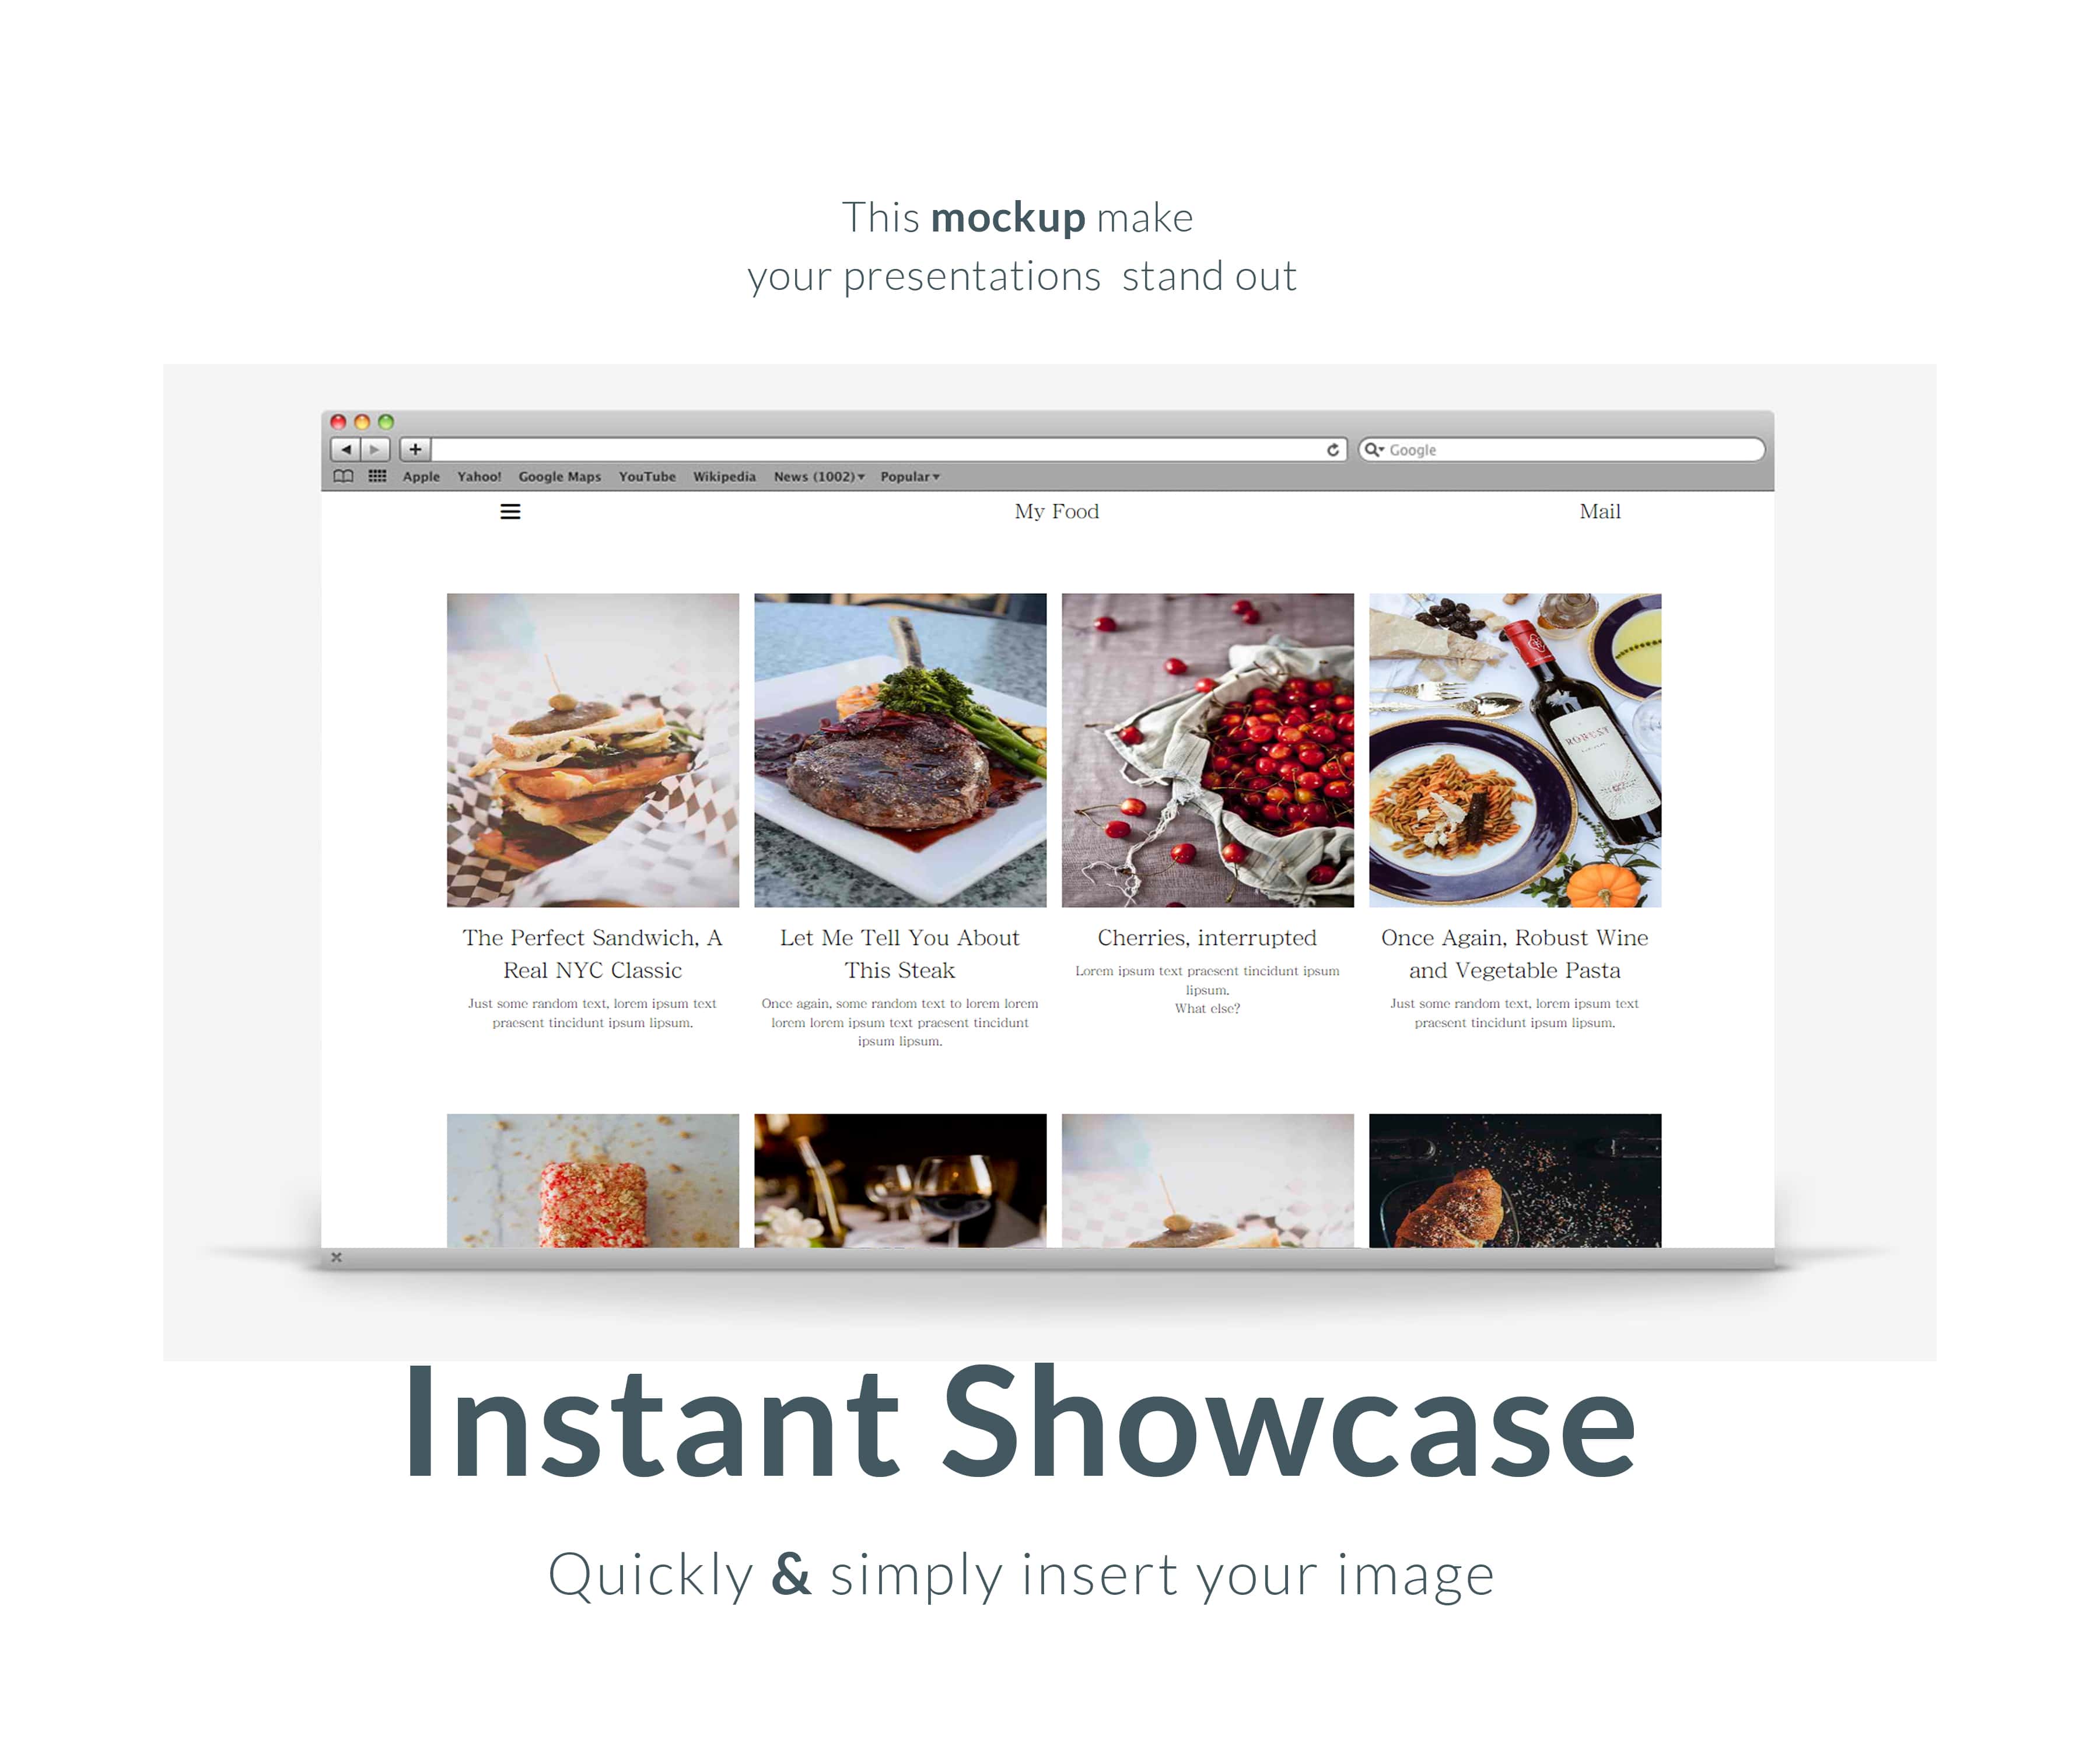 This mockup make
your presentations stand out
Google
Apple Yahoo! Google Maps YouTube Wikipedia News (1002) Popular
My Food Mail
ROBUST
The Perfect Sandwich, A
Real NYC Classic
Just some random text, lorem ipsum text
praesent tincidunt ipsum lipsum.
Let Me Tell You About
This Steak
Once again, some random text to lorem lorem
lorem lorem ipsum text praesent tincidunt
ipsum lipsum.
Cherries, interrupted
Lorem ipsum text praesent tincidunt ipsum
lipsum.
What else?
Once Again, Robust Wine
and Vegetable Pasta
Just some random text, lorem ipsum text
praesent tincidunt ipsum lipsum.
Instant Showcase
Quickly & simply insert your image